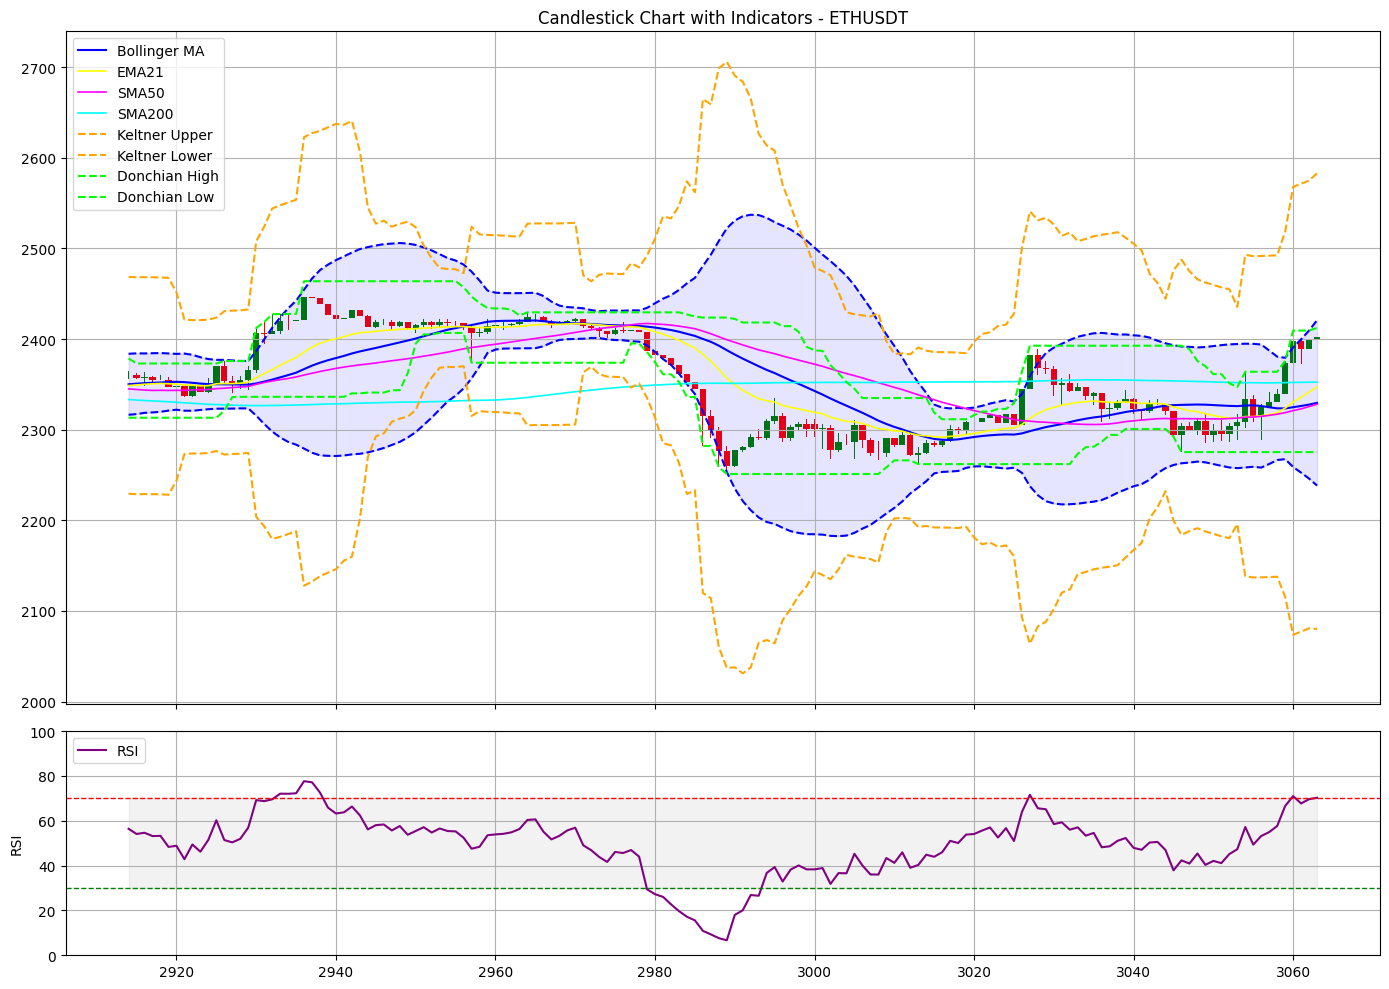 Candlestick Chart with Indicators - ETHUSDT
Bollinger MA
EMA21
SMA50
SMA200
Keltner Upper
Keltner Lower
Donchian High
Donchian Low
2700
2600
2500
2400
2300
2200
2100
2000
RSI
RSI
100
80
60
40
20
0
2920
2940
2960
2980
3000
3020
3040
3060